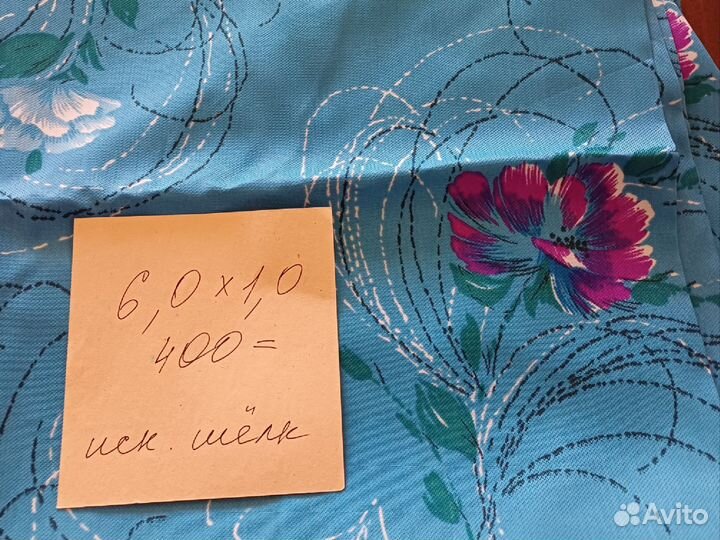 6,0 x 1,0
400 =
иск. шёлк
Avito